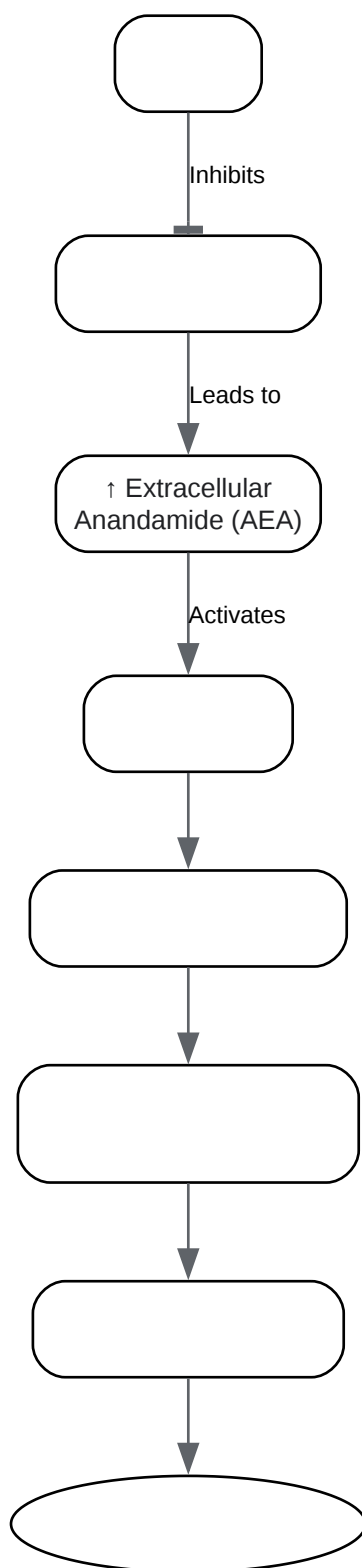 Inhibits
Leads to
↑ Extracellular
Anandamide (AEA)
Activates